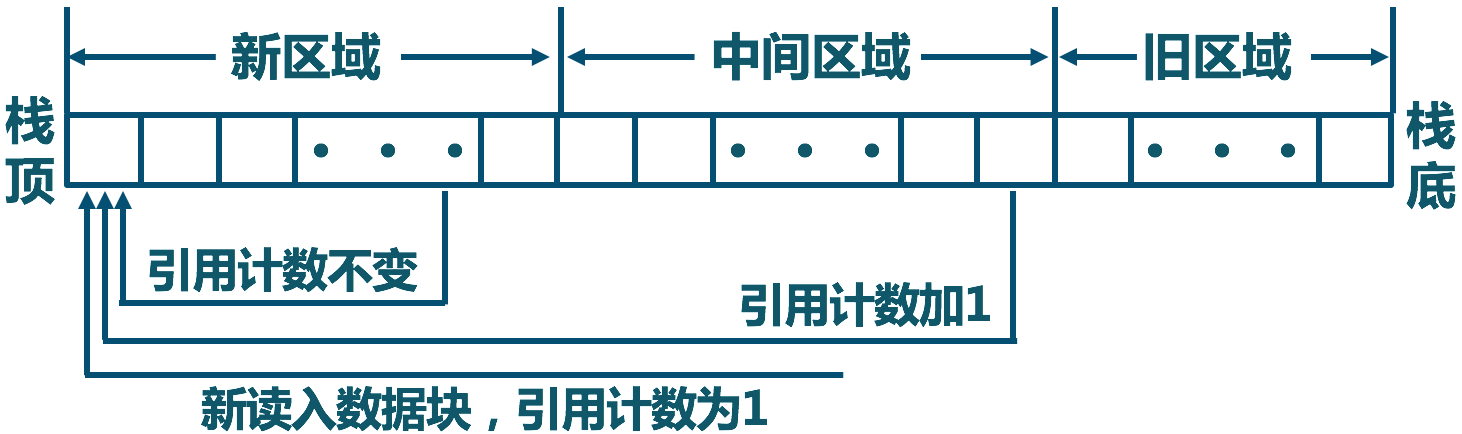 新区域
中间区域
旧区域
栈顶
栈底
引用计数不变
引用计数加1
新读入数据块，引用计数为1